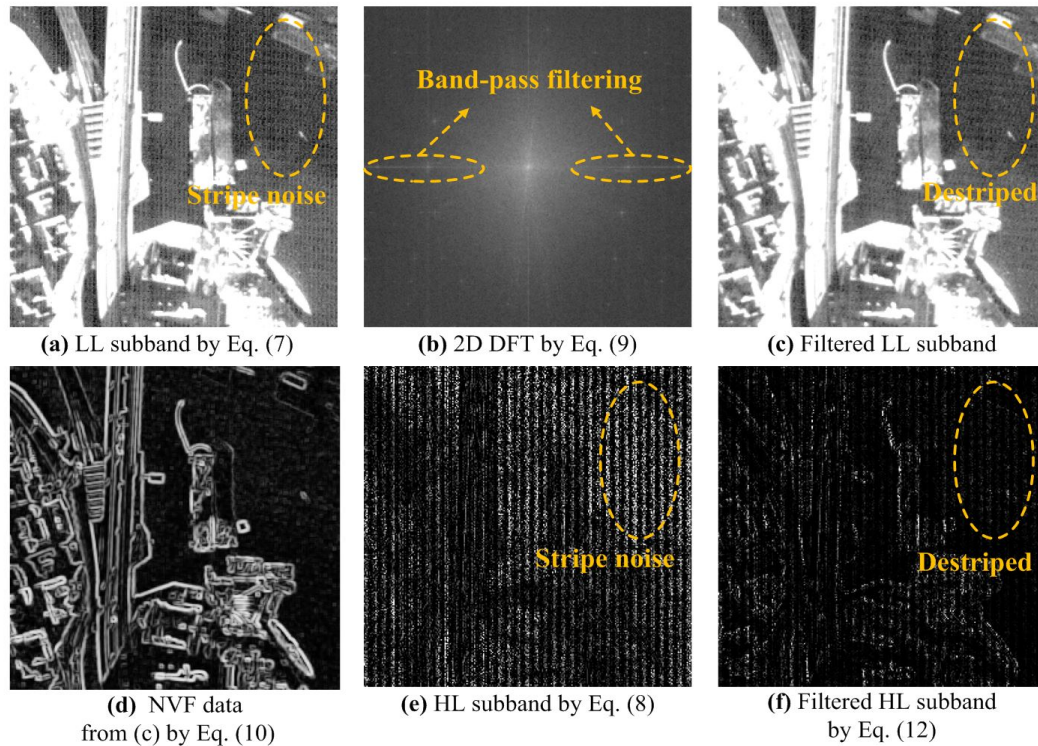 Stripe noise
Band-pass filtering
Destriped
(a) LL subband by Eq. (7)
(b) 2D DFT by Eq. (9)
(c) Filtered LL subband
Stripe noise
Destriped
(d) NVF data
from (c) by Eq. (10)
(e) HL subband by Eq. (8)
(f) Filtered HL subband
by Eq. (12)